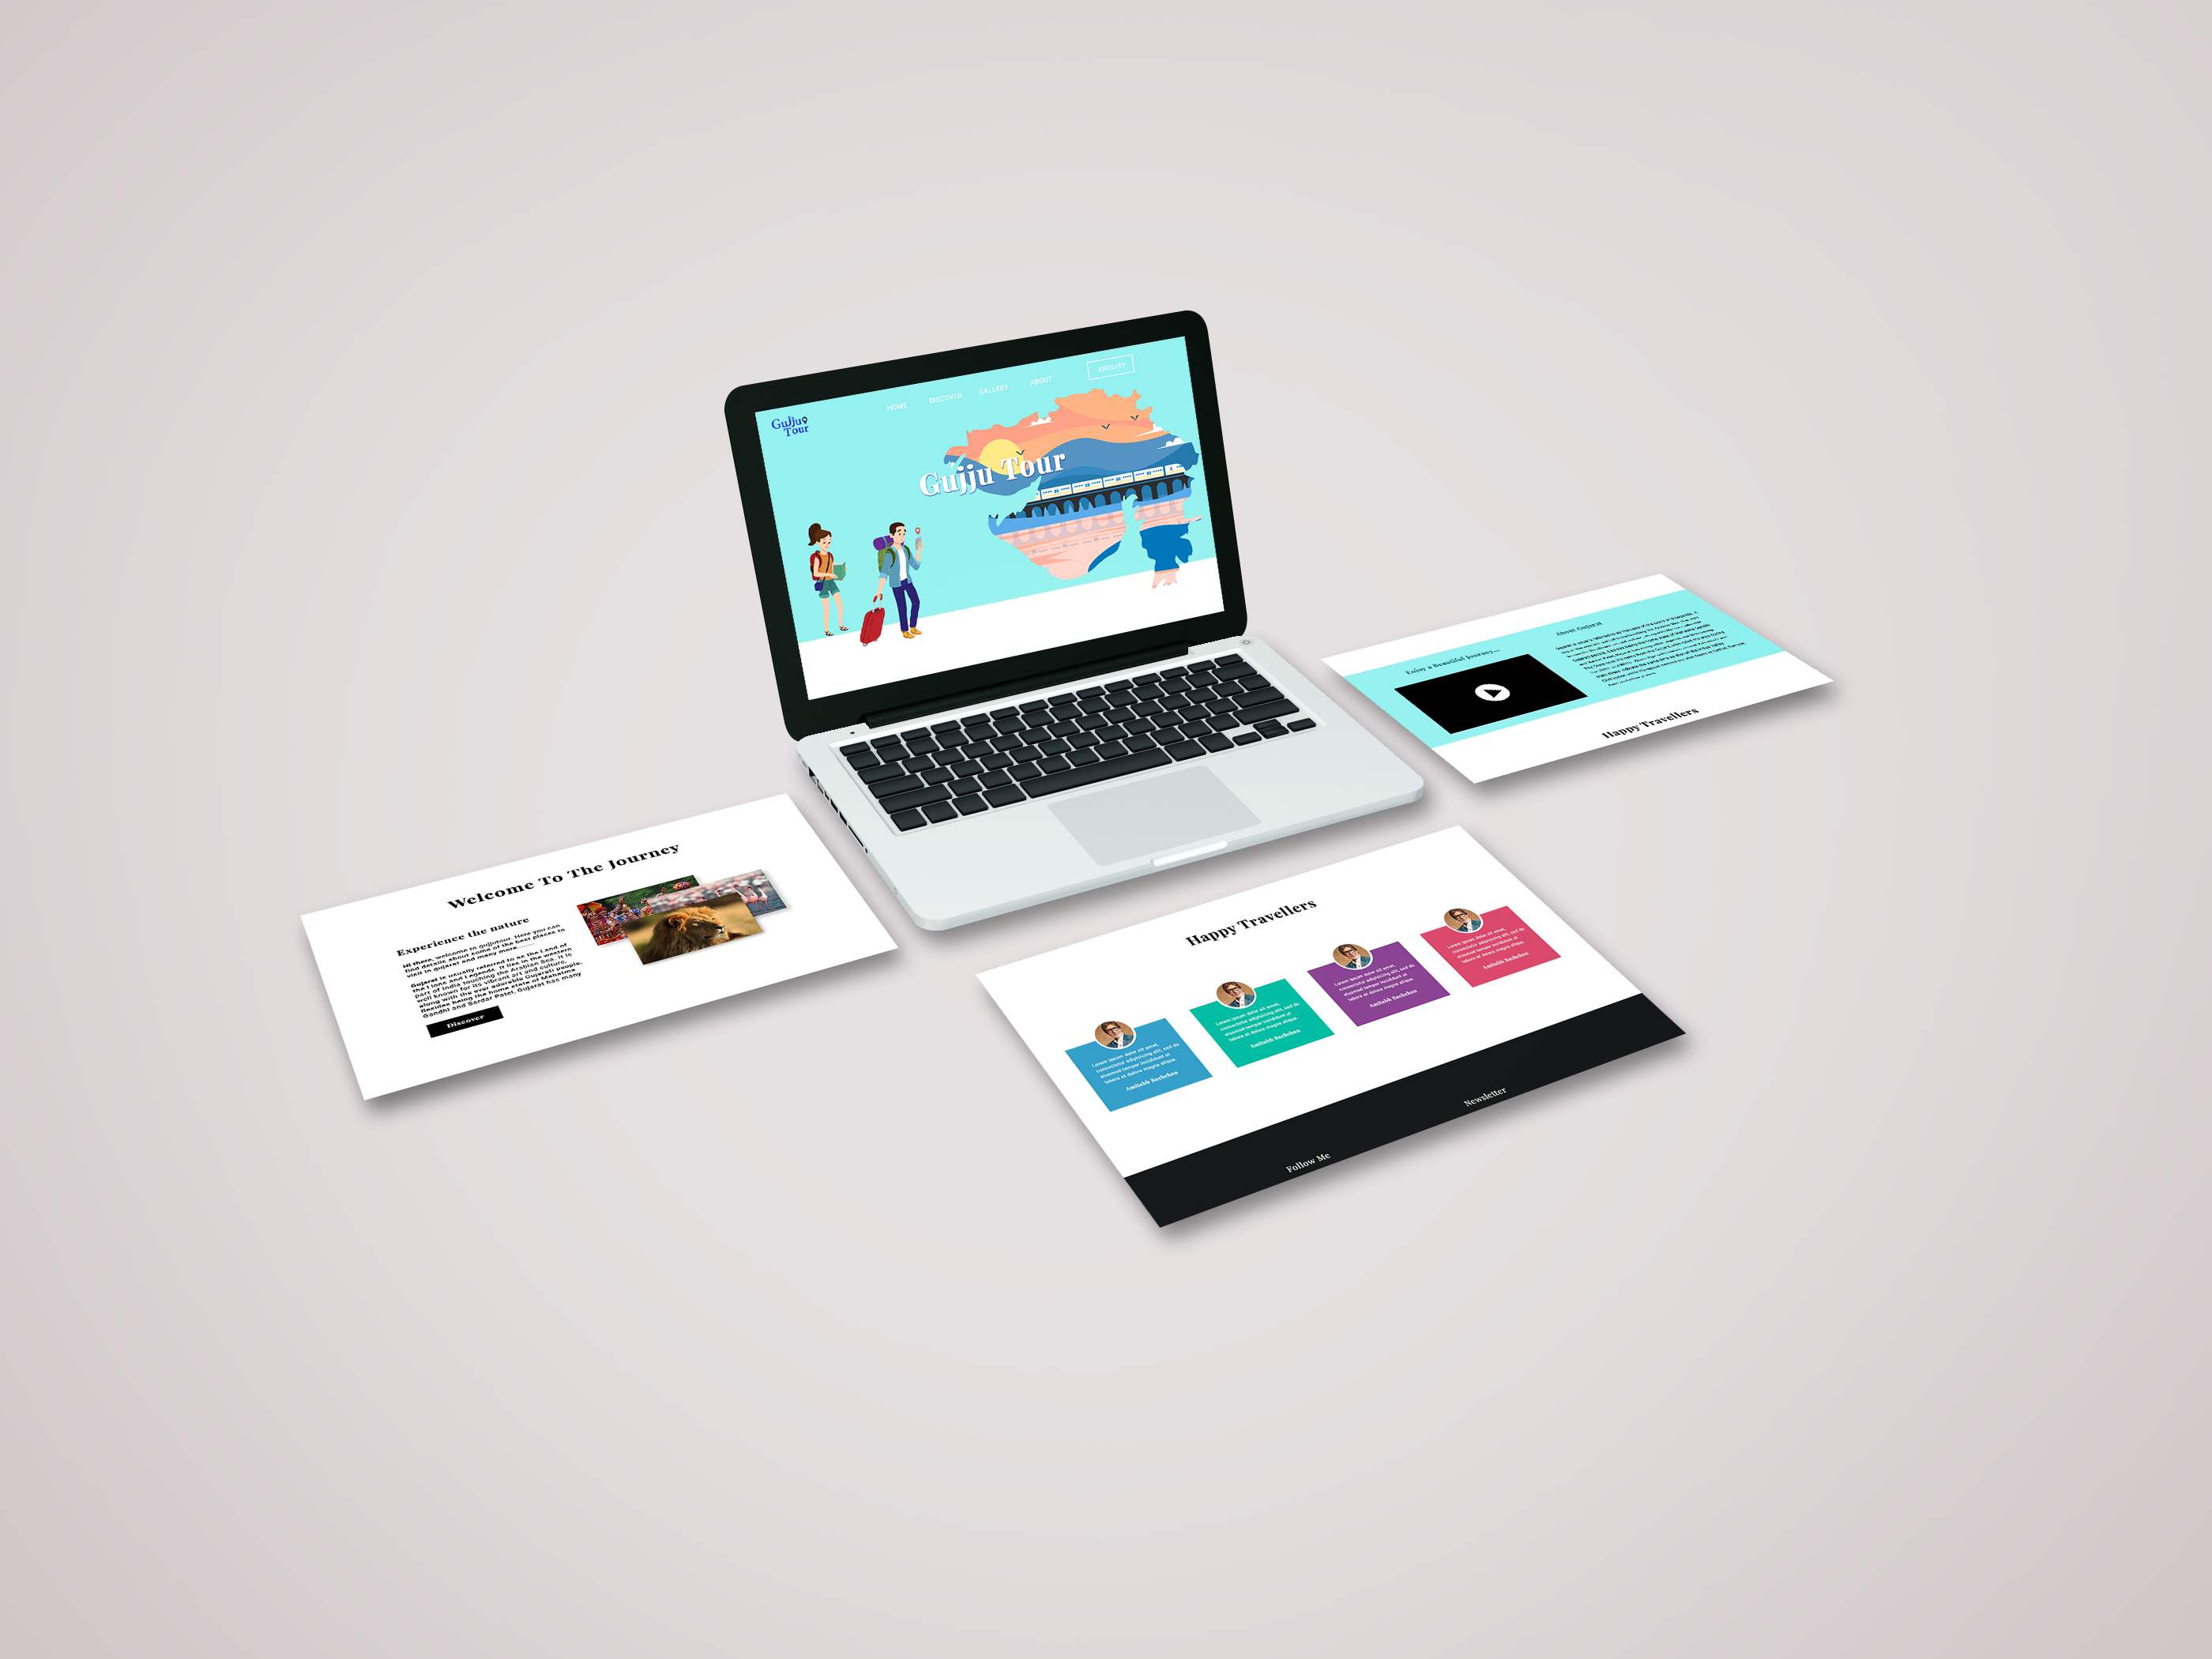 Gujju
Tour
HOME
DISCOVER
GALLERY
ABOUT
ENQUIRY
Gujju Tour
Enjoy a Beautiful Journey...
About Gujarat
Happy Travellers
Welcome To The Journey
Experience the nature
Hi there, welcome to gujjutour. Here you can
find details about some of the best places to
visit in gujarat and many more.......
Gujarat is usually referred to as the Land of
the Lions and Legends. It lies in the western
part of India touching the Arabian Sea. It is
well known for its vibrant art and culture,
along with the ever adorable Gujarati people.
Besides being the home state of Mahatma
Gandhi and Sardar Patel, Gujarat has many
Discover
Happy Travellers
Lorem ipsum dolor sit amet,
consectetur adipiscing elit, sed do
eiusmod tempor incididunt ut
labore et dolore magna aliqua.
Amitabh Bachchan
Lorem ipsum dolor sit amet,
consectetur adipiscing elit, sed do
eiusmod tempor incididunt ut
labore et dolore magna aliqua.
Amitabh Bachchan
Lorem ipsum dolor sit amet,
consectetur adipiscing elit, sed do
eiusmod tempor incididunt ut
labore et dolore magna aliqua.
Amitabh Bachchan
Lorem ipsum dolor sit amet,
consectetur adipiscing elit, sed do
eiusmod tempor incididunt ut
labore et dolore magna aliqua.
Amitabh Bachchan
Follow Me
Newsletter